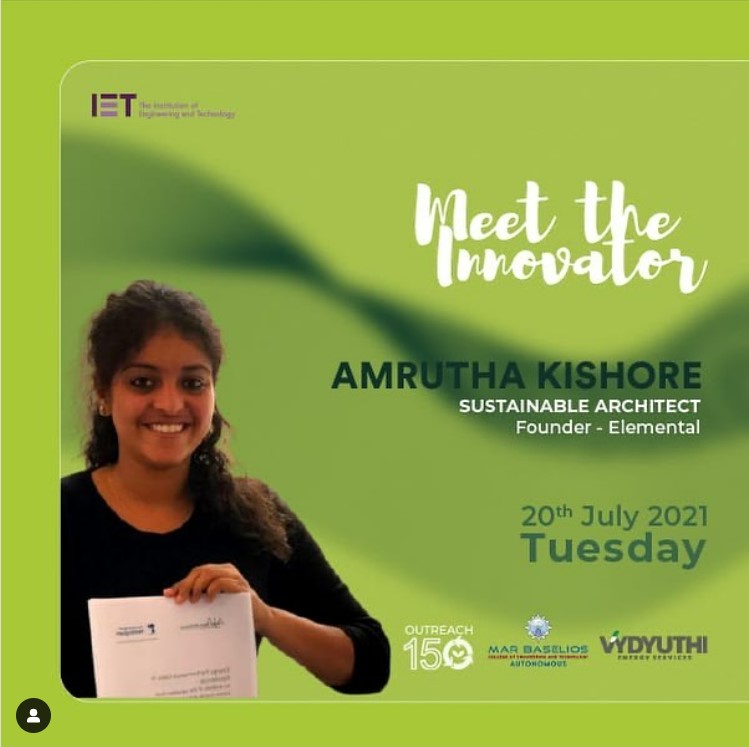 IET The Institution of
Engineering and Technology
Meet the
Innovator
AMRUTHA KISHORE
SUSTAINABLE ARCHITECT
Founder - Elemental
20th July 2021
Tuesday
OUTREACH
150
MAR BASELIOS
COLLEGE OF ENGINEERING AND TECHNOLOGY
AUTONOMOUS
VYDYUTHI
ENERGY SERVICES